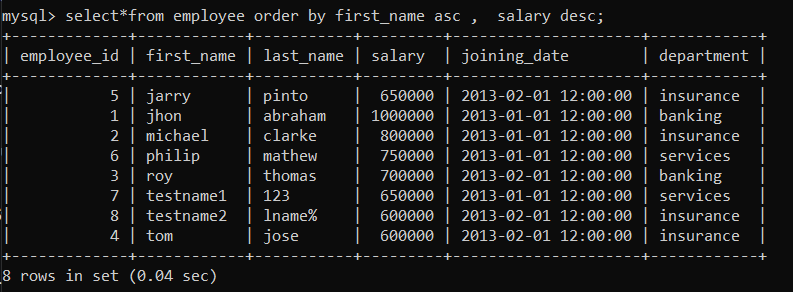 mysql> select*from employee order by first_name asc ,  salary desc;
+-------------+------------+-----------+---------+---------------------+------------+
| employee_id | first_name | last_name | salary  | joining_date        | department |
+-------------+------------+-----------+---------+---------------------+------------+
|           5 | jarry      | pinto     |  650000 | 2013-02-01 12:00:00 | insurance  |
|           1 | jhon       | abraham   | 1000000 | 2013-01-01 12:00:00 | banking    |
|           2 | michael    | clarke    |  800000 | 2013-01-01 12:00:00 | insurance  |
|           6 | philip     | mathew    |  750000 | 2013-01-01 12:00:00 | services   |
|           3 | roy        | thomas    |  700000 | 2013-02-01 12:00:00 | banking    |
|           7 | testname1  | 123       |  650000 | 2013-01-01 12:00:00 | services   |
|           8 | testname2  | lname%    |  600000 | 2013-02-01 12:00:00 | insurance  |
|           4 | tom        | jose      |  600000 | 2013-02-01 12:00:00 | insurance  |
+-------------+------------+-----------+---------+---------------------+------------+
8 rows in set (0.04 sec)